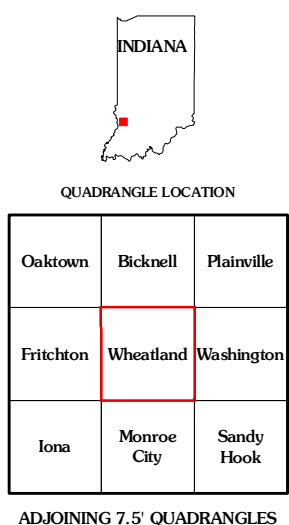 INDIANA
QUADRANGLE LOCATION
Oaktown Bicknell Plainville
Fritchton Wheatland Washington
Iona Monroe City Sandy Hook
ADJOINING 7.5' QUADRANGLES